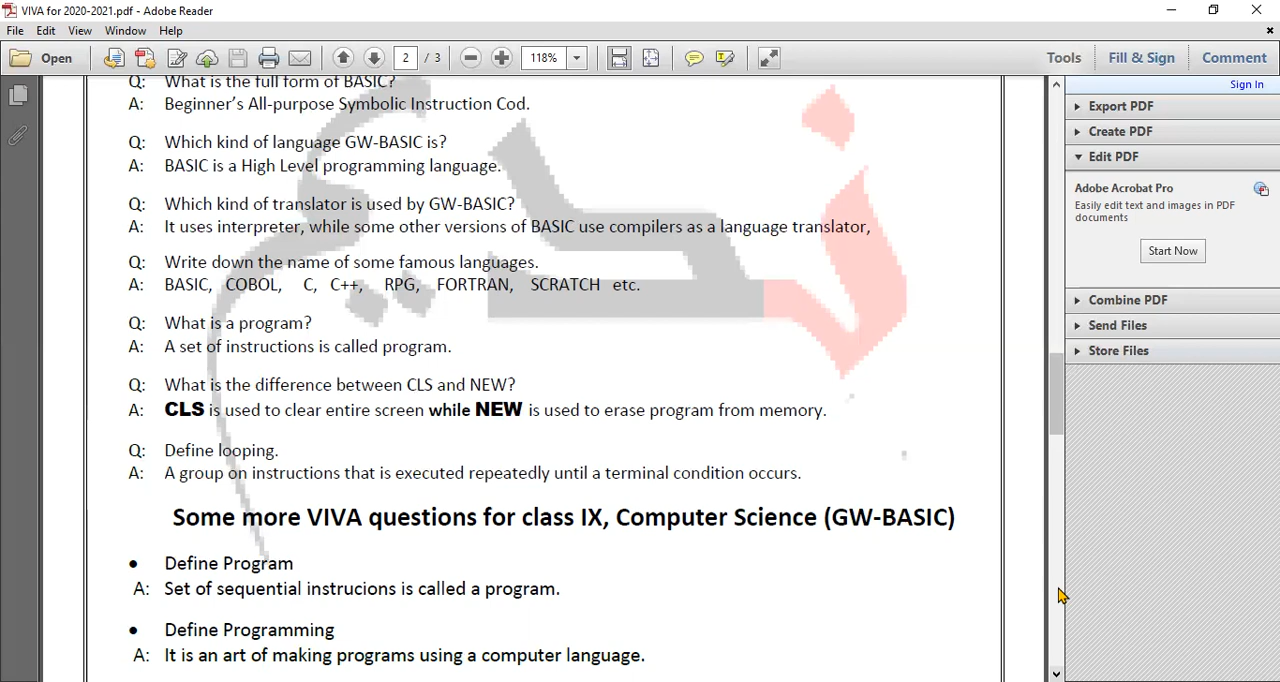 VIVA for 2020-2021.pdf - Adobe Reader
File Edit View Window Help
Open 2 / 3 118% Tools Fill & Sign Comment
Sign In
Export PDF
Create PDF
Edit PDF
Adobe Acrobat Pro
Easily edit text and images in PDF
documents
Start Now
Combine PDF
Send Files
Store Files
Q: What is the full form of BASIC?
A: Beginner's All-purpose Symbolic Instruction Cod.
Q: Which kind of language GW-BASIC is?
A: BASIC is a High Level programming language.
Q: Which kind of translator is used by GW-BASIC?
A: It uses interpreter, while some other versions of BASIC use compilers as a language translator,
Q: Write down the name of some famous languages.
A: BASIC, COBOL, C, C++, RPG, FORTRAN, SCRATCH etc.
Q: What is a program?
A: A set of instructions is called program.
Q: What is the difference between CLS and NEW?
A: CLS is used to clear entire screen while NEW is used to erase program from memory.
Q: Define looping.
A: A group on instructions that is executed repeatedly until a terminal condition occurs.
Some more VIVA questions for class IX, Computer Science (GW-BASIC)
• Define Program
A: Set of sequential instrucions is called a program.
• Define Programming
A: It is an art of making programs using a computer language.